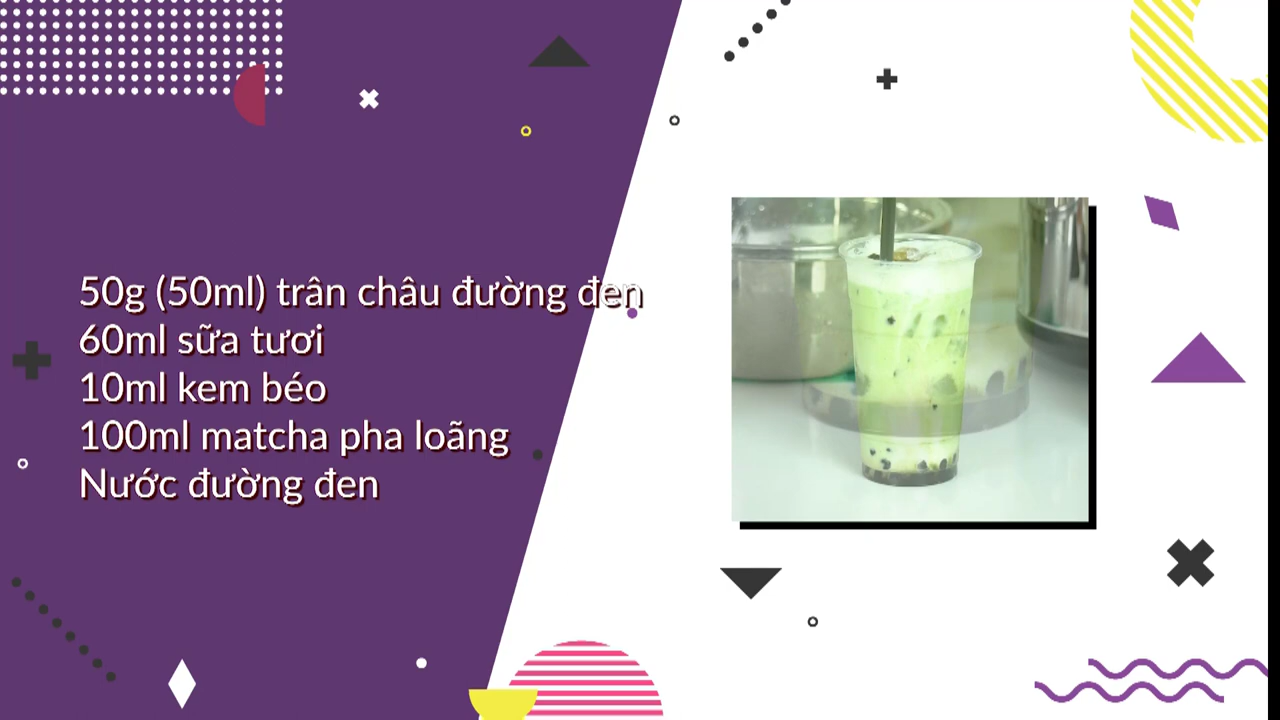 50g (50ml) trân châu đường đen
60ml sữa tươi
10ml kem béo
100ml matcha pha loãng
Nước đường đen